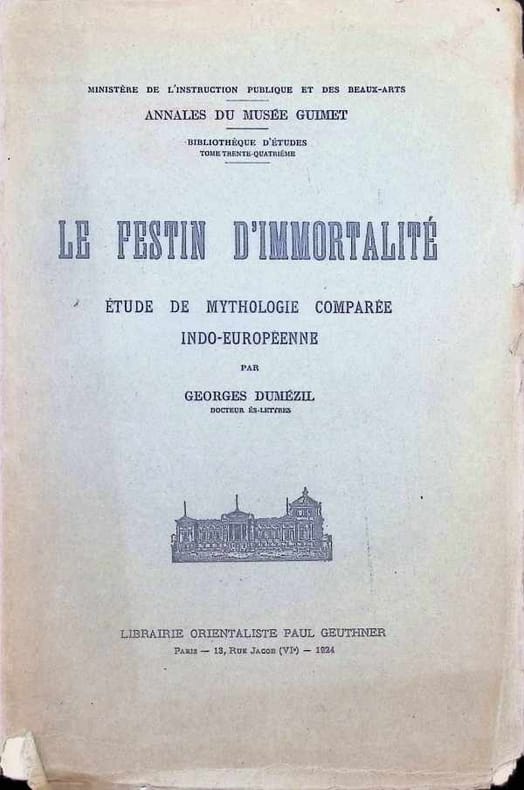 MINISTÈRE DE L'INSTRUCTION PUBLIQUE ET DES BEAUX-ARTS
ANNALES DU MUSÉE GUIMET
BIBLIOTHÈQUE D'ÉTUDES
TOME TRENTE-QUATRIÈME
LE FESTIN D'IMMORTALITÉ
ÉTUDE DE MYTHOLOGIE COMPARÉE
INDO-EUROPÉENNE
PAR
GEORGES DUMÉZIL
DOCTEUR ÈS-LETTRES
LIBRAIRIE ORIENTALISTE PAUL GEUTHNER
PARIS — 13, RUE JACOB (VIe) — 1924